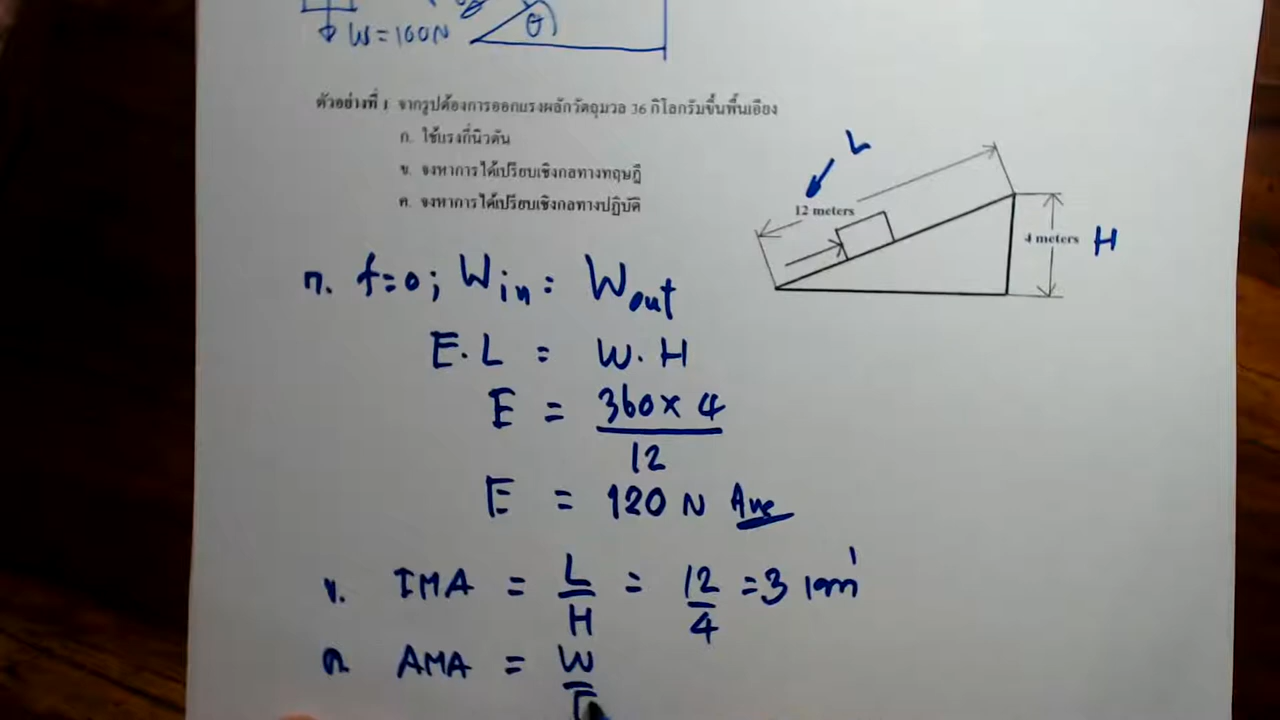 W=100N
θ
ตัวอย่างที่ 1 จากรูปต้องการออกแรงผลักวัตถุมวล 36 กิโลกรัมขึ้นพื้นเอียง
ก. ใช้แรงกี่นิวตัน
ข. จงหาการได้เปรียบเชิงกลทางทฤษฎี
ค. จงหาการได้เปรียบเชิงกลทางปฏิบัติ
L
12 meters
4 meters H
ก. f=0; Win = Wout
E.L = W.H
E = 360 x 4
12
E = 120 N Ans
ข. IMA = L/H = 12/4 = 3 เท่า
ค. AMA = W